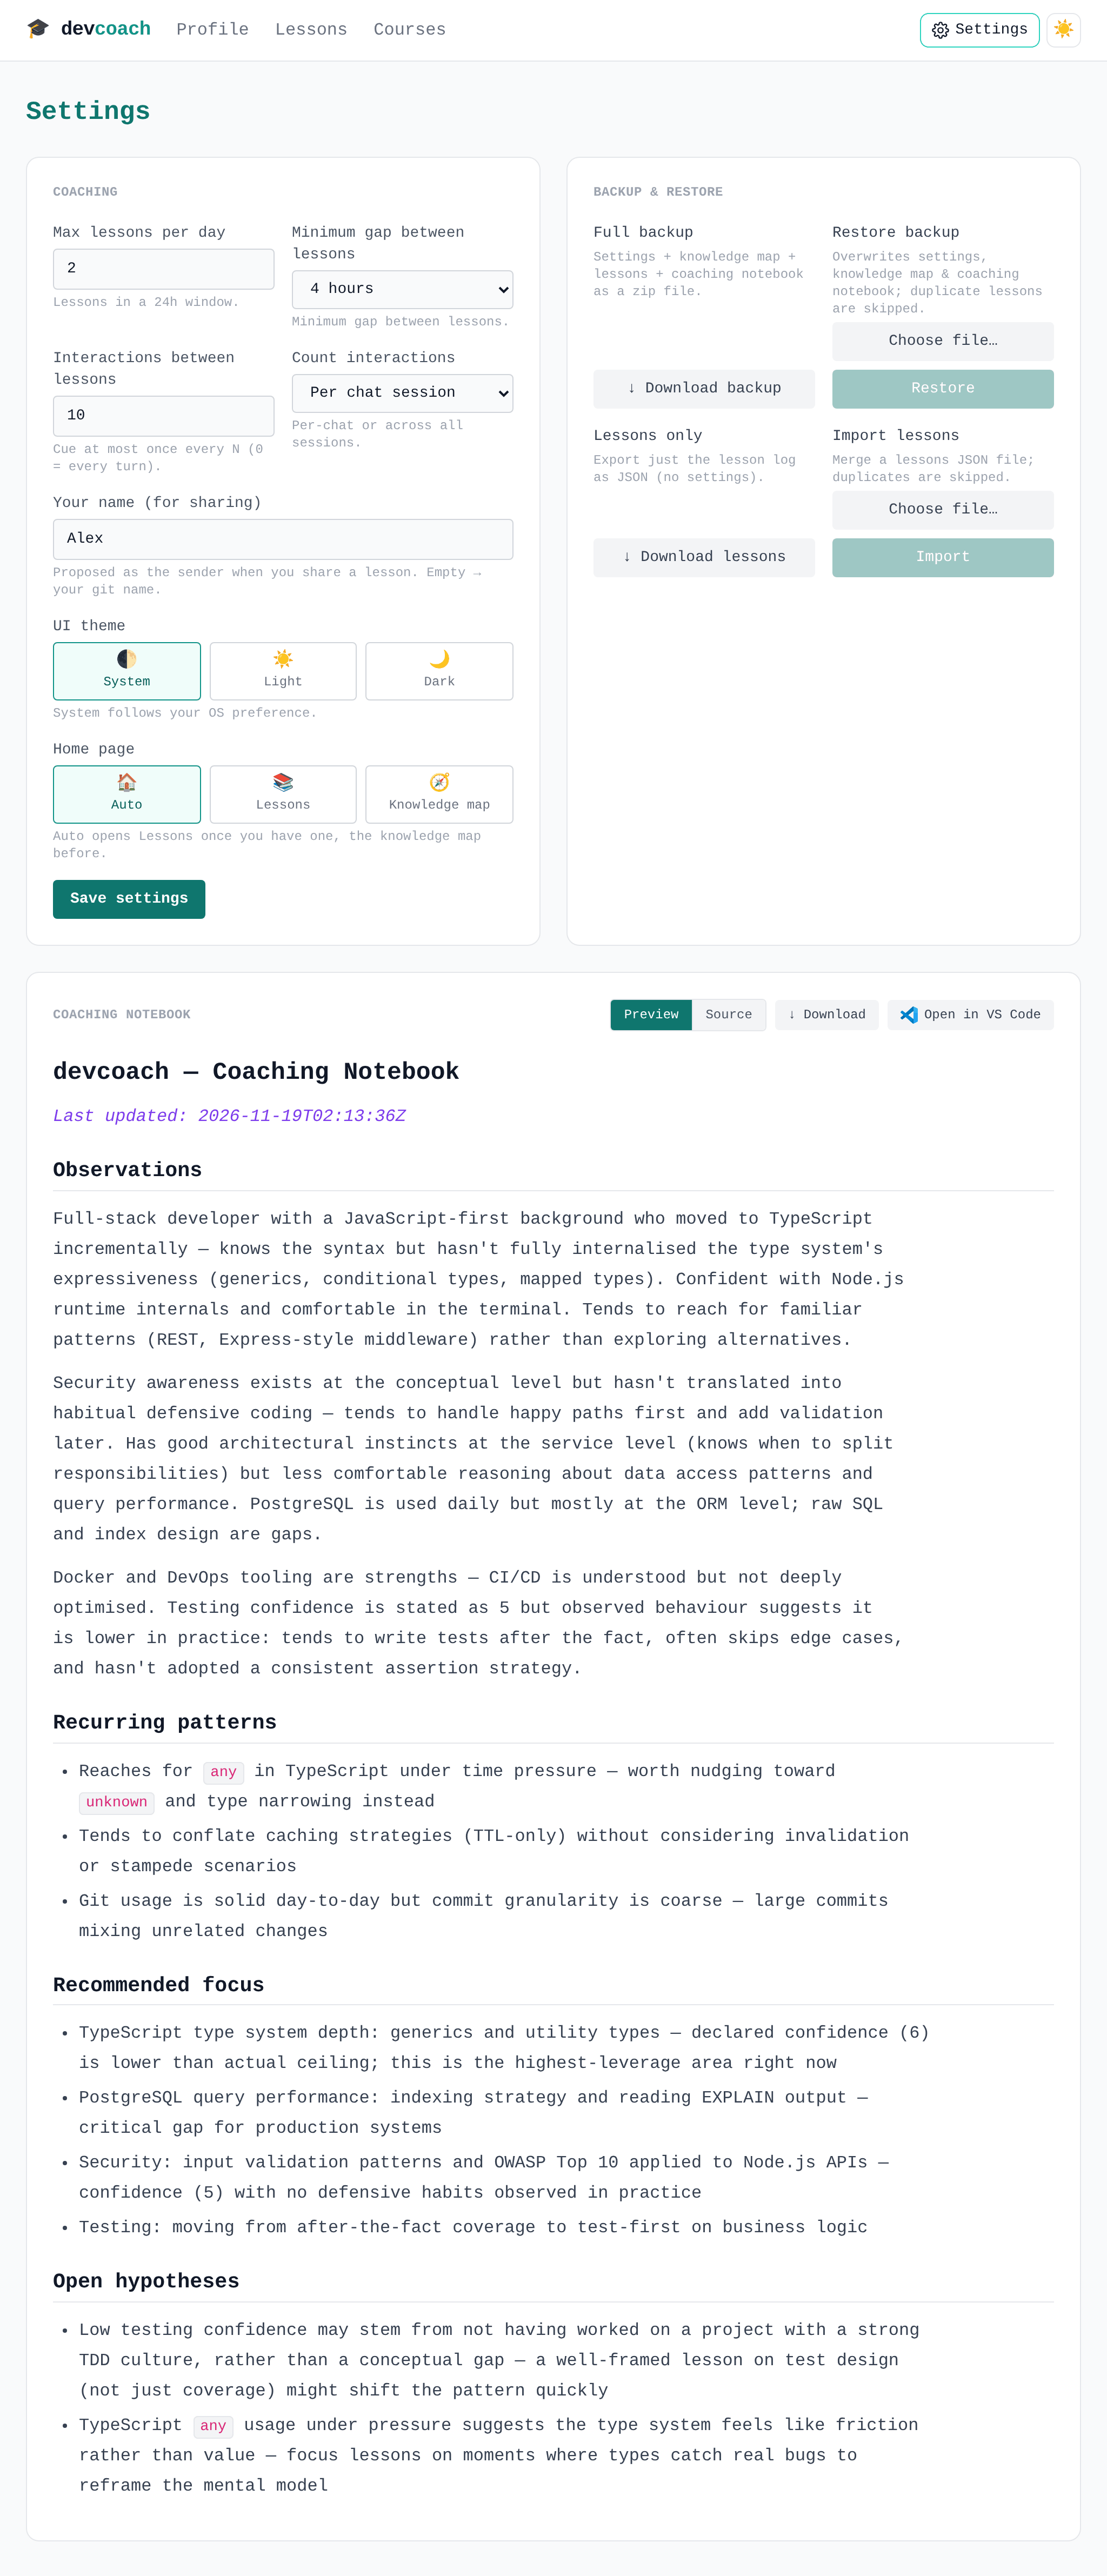 devcoach Profile Lessons Courses Settings
Settings
COACHING
Max lessons per day
2
Lessons in a 24h window.
Minimum gap between
lessons
4 hours
Minimum gap between lessons.
Interactions between
lessons
10
Cue at most once every N (0
= every turn).
Count interactions
Per chat session
Per-chat or across all
sessions.
Your name (for sharing)
Alex
Proposed as the sender when you share a lesson. Empty →
your git name.
UI theme
System
Light
Dark
System follows your OS preference.
Home page
Auto
Lessons
Knowledge map
Auto opens Lessons once you have one, the knowledge map
before.
Save settings
BACKUP & RESTORE
Full backup
Settings + knowledge map +
lessons + coaching notebook
as a zip file.
↓ Download backup
Restore backup
Overwrites settings,
knowledge map & coaching
notebook; duplicate lessons
are skipped.
Choose file…
Restore
Lessons only
Export just the lesson log
as JSON (no settings).
↓ Download lessons
Import lessons
Merge a lessons JSON file;
duplicates are skipped.
Choose file…
Import
COACHING NOTEBOOK
Preview Source ↓ Download Open in VS Code
devcoach — Coaching Notebook
Last updated: 2026-11-19T02:13:36Z
Observations
Full-stack developer with a JavaScript-first background who moved to TypeScript
incrementally — knows the syntax but hasn't fully internalised the type system's
expressiveness (generics, conditional types, mapped types). Confident with Node.js
runtime internals and comfortable in the terminal. Tends to reach for familiar
patterns (REST, Express-style middleware) rather than exploring alternatives.
Security awareness exists at the conceptual level but hasn't translated into
habitual defensive coding — tends to handle happy paths first and add validation
later. Has good architectural instincts at the service level (knows when to split
responsibilities) but less comfortable reasoning about data access patterns and
query performance. PostgreSQL is used daily but mostly at the ORM level; raw SQL
and index design are gaps.
Docker and DevOps tooling are strengths — CI/CD is understood but not deeply
optimised. Testing confidence is stated as 5 but observed behaviour suggests it
is lower in practice: tends to write tests after the fact, often skips edge cases,
and hasn't adopted a consistent assertion strategy.
Recurring patterns
• Reaches for any in TypeScript under time pressure — worth nudging toward
unknown and type narrowing instead
• Tends to conflate caching strategies (TTL-only) without considering invalidation
or stampede scenarios
• Git usage is solid day-to-day but commit granularity is coarse — large commits
mixing unrelated changes
Recommended focus
• TypeScript type system depth: generics and utility types — declared confidence (6)
is lower than actual ceiling; this is the highest-leverage area right now
• PostgreSQL query performance: indexing strategy and reading EXPLAIN output —
critical gap for production systems
• Security: input validation patterns and OWASP Top 10 applied to Node.js APIs —
confidence (5) with no defensive habits observed in practice
• Testing: moving from after-the-fact coverage to test-first on business logic
Open hypotheses
• Low testing confidence may stem from not having worked on a project with a strong
TDD culture, rather than a conceptual gap — a well-framed lesson on test design
(not just coverage) might shift the pattern quickly
• TypeScript any usage under pressure suggests the type system feels like friction
rather than value — focus lessons on moments where types catch real bugs to
reframe the mental model